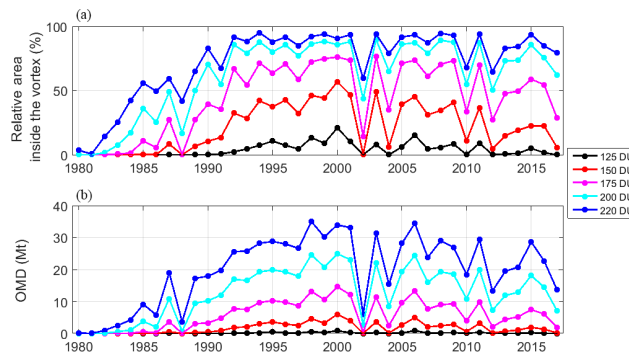 (a)
100
50
0
Relative area
inside the vortex (%)
1980 1985 1990 1995 2000 2005 2010 2015
125 DU
150 DU
175 DU
200 DU
220 DU
(b)
40
30
20
10
0
OMD (Mt)
1980 1985 1990 1995 2000 2005 2010 2015